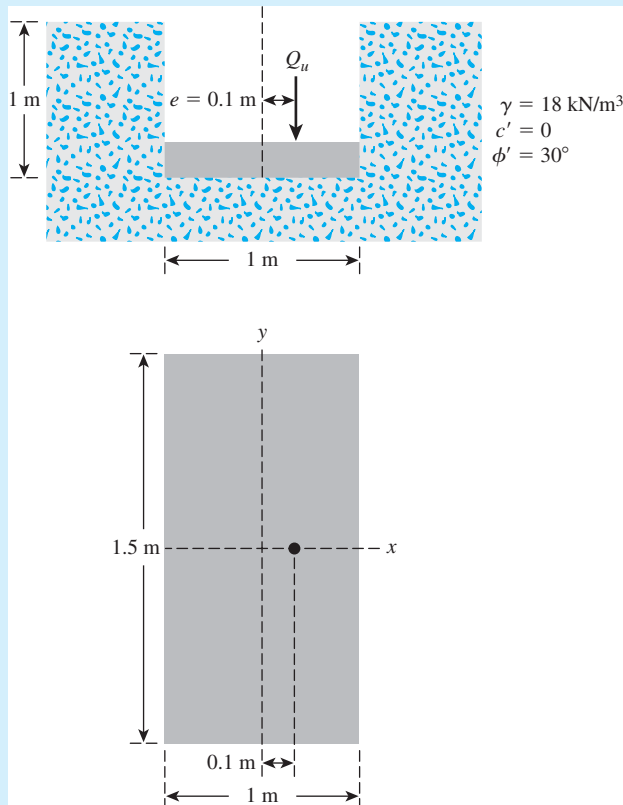 Q_u
1 m
e = 0.1 m
γ = 18 kN/m³
c′ = 0
ϕ′ = 30°
1 m
y
1.5 m
x
0.1 m
1 m